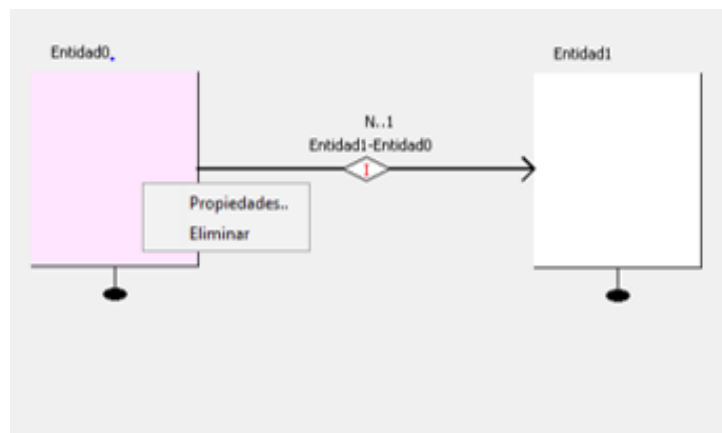 Entidad0
Entidad1
N..1
Entidad1-Entidad0
I
Propiedades..
Eliminar